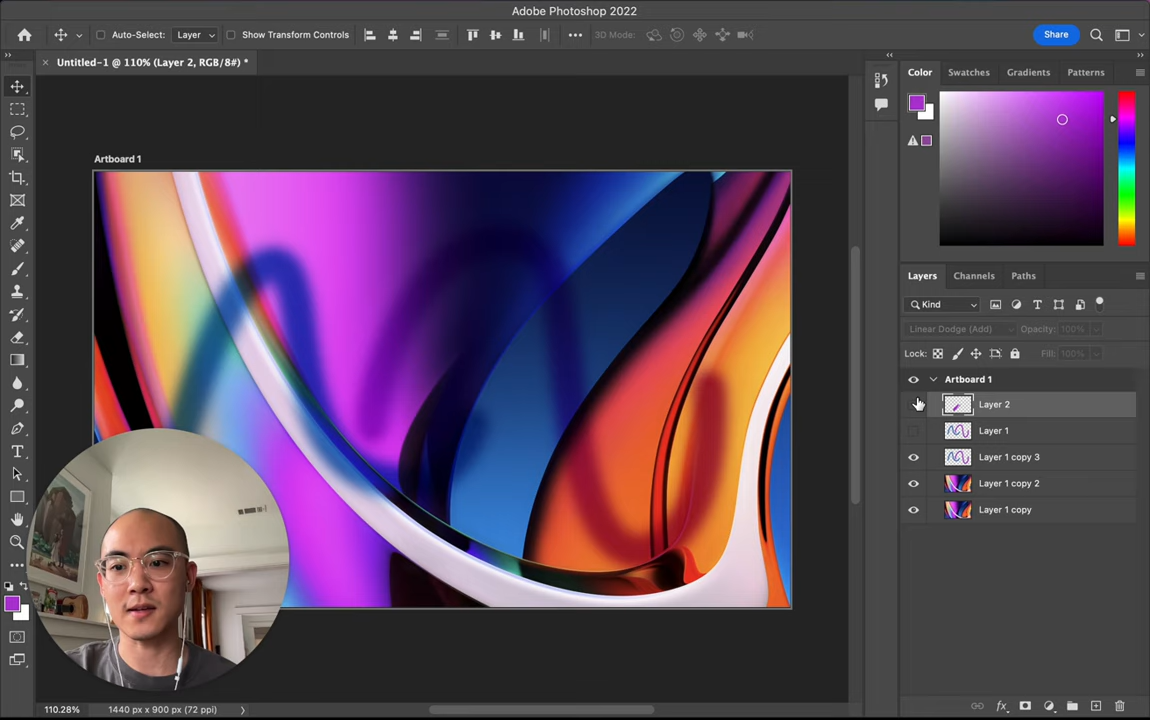 Adobe Photoshop 2022
Auto-Select: Layer Show Transform Controls 3D Mode: Share
Untitled-1 @ 110% (Layer 2, RGB/8#) *
Color Swatches Gradients Patterns
Artboard 1
Layers Channels Paths
Kind
Linear Dodge (Add) Opacity: 100%
Lock: Fill: 100%
Artboard 1
Layer 2
Layer 1
Layer 1 copy 3
Layer 1 copy 2
Layer 1 copy
110.28% 1440 px x 900 px (72 ppi)